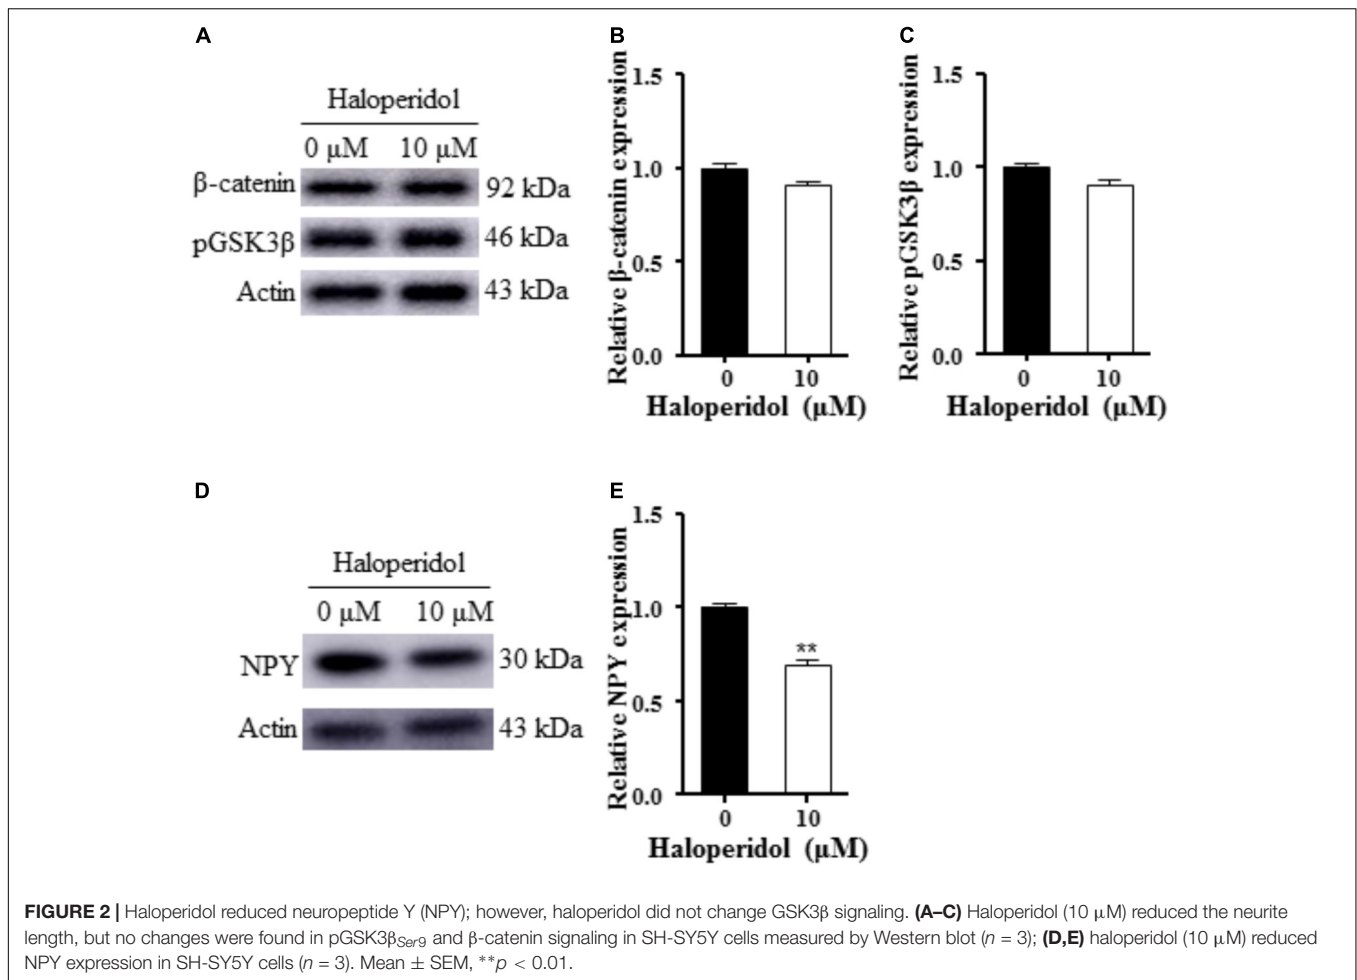 A
Haloperidol
0 μM 10 μM
β-catenin 92 kDa
pGSK3β 46 kDa
Actin 43 kDa
B
Relative β-catenin expression
1.5
1.0
0.5
0.0
0 10
Haloperidol (μM)
C
Relative pGSK3β expression
1.5
1.0
0.5
0.0
0 10
Haloperidol (μM)
D
Haloperidol
0 μM 10 μM
NPY 30 kDa
Actin 43 kDa
E
Relative NPY expression
1.5
1.0
0.5
0.0
**
0 10
Haloperidol (μM)
FIGURE 2 | Haloperidol reduced neuropeptide Y (NPY); however, haloperidol did not change GSK3β signaling. (A–C) Haloperidol (10 μM) reduced the neurite
length, but no changes were found in pGSK3βSer9 and β-catenin signaling in SH-SY5Y cells measured by Western blot (n = 3); (D,E) haloperidol (10 μM) reduced
NPY expression in SH-SY5Y cells (n = 3). Mean ± SEM, **p < 0.01.